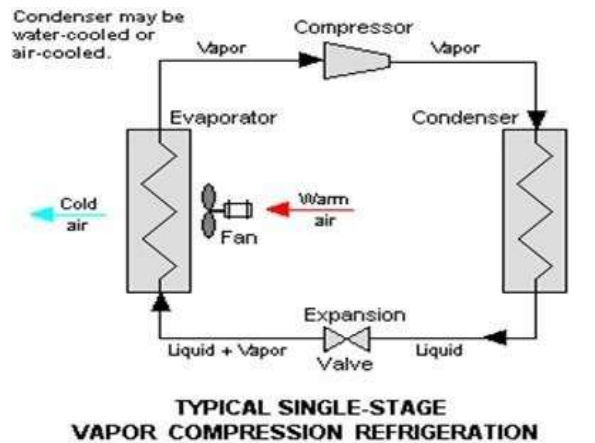 Condenser may be
water-cooled or
air-cooled.
Compressor
Vapor
Vapor
Evaporator
Condenser
Cold
air
Warm
air
Fan
Expansion
Valve
Liquid + Vapor
Liquid
TYPICAL SINGLE-STAGE
VAPOR COMPRESSION REFRIGERATION